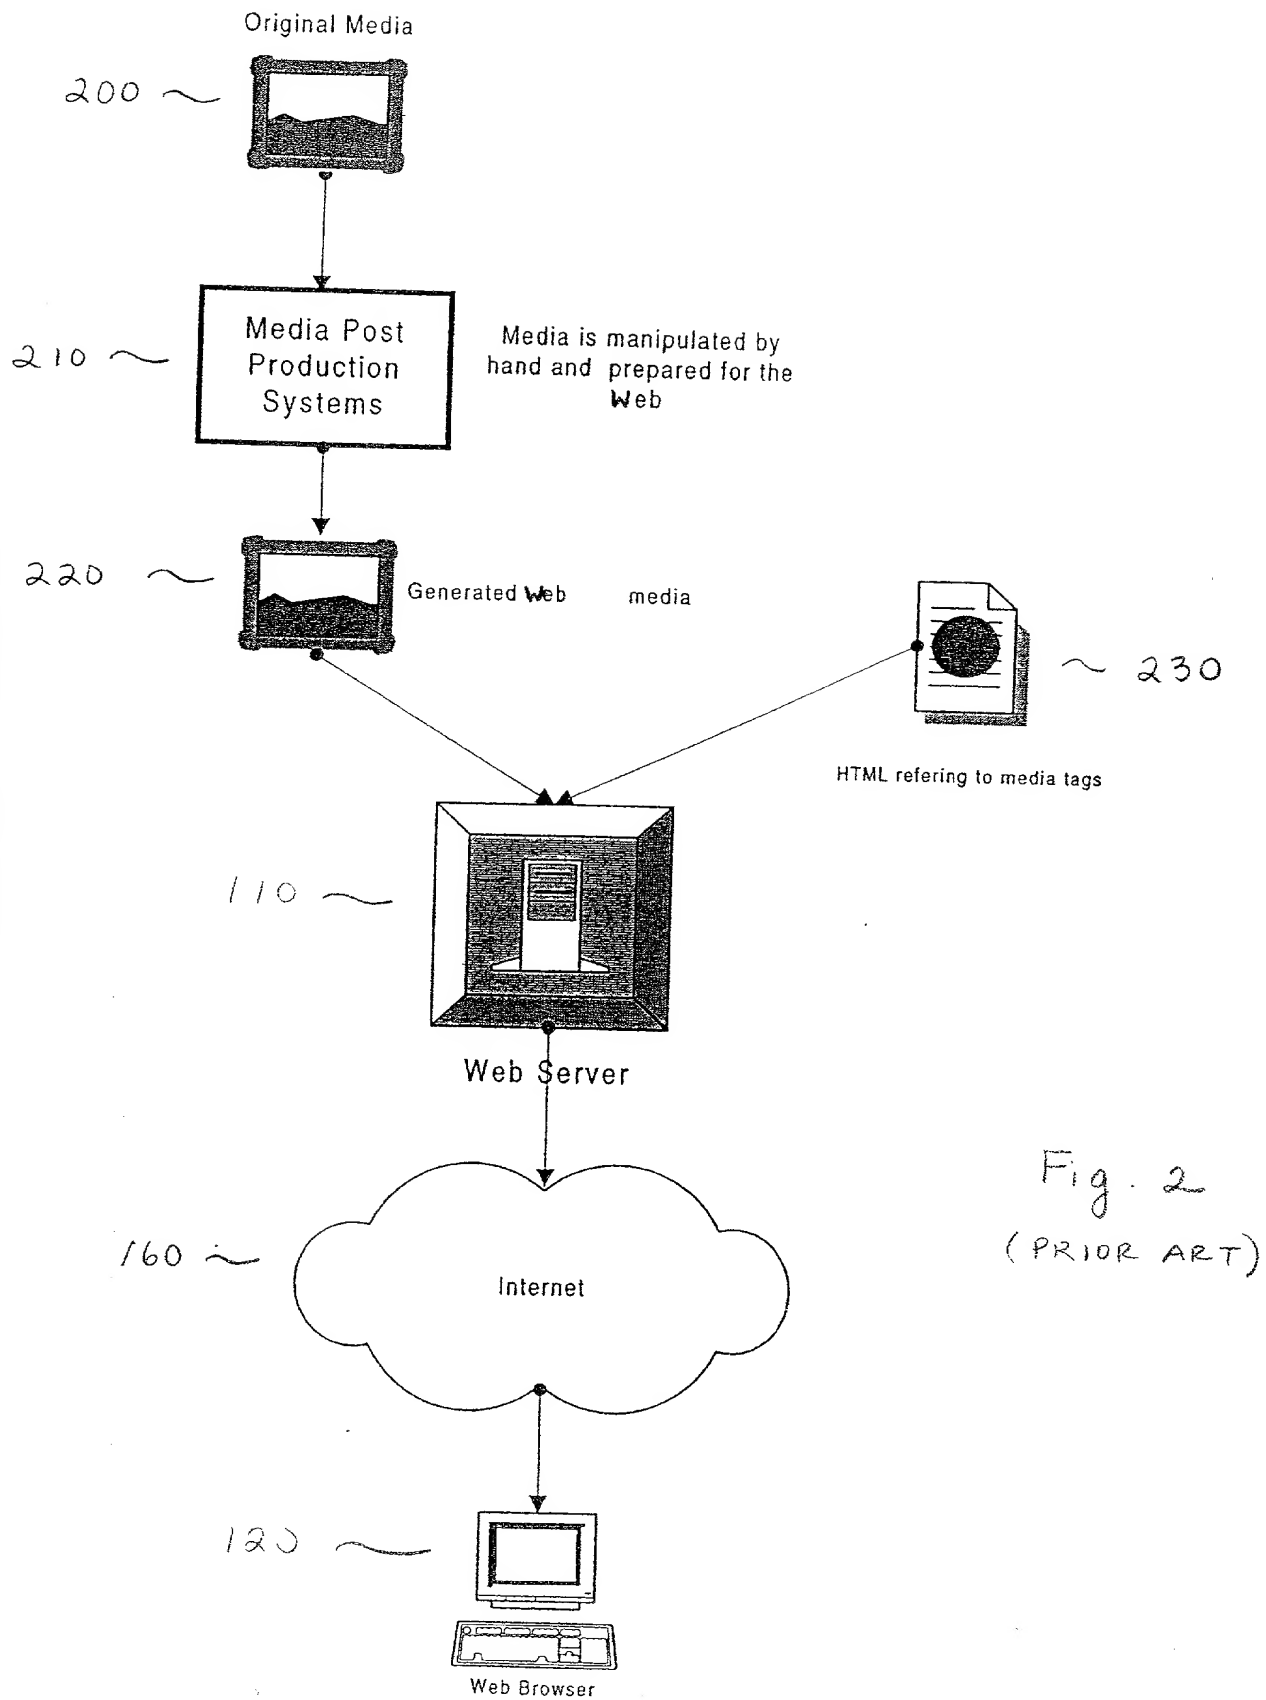 Original Media
200
Media Post
Production
Systems
210
Media is manipulated by
hand and prepared for the
Web
220
Generated Web media
230
HTML refering to media tags
110
Web Server
Fig. 2
(PRIOR ART)
160
Internet
120
Web Browser